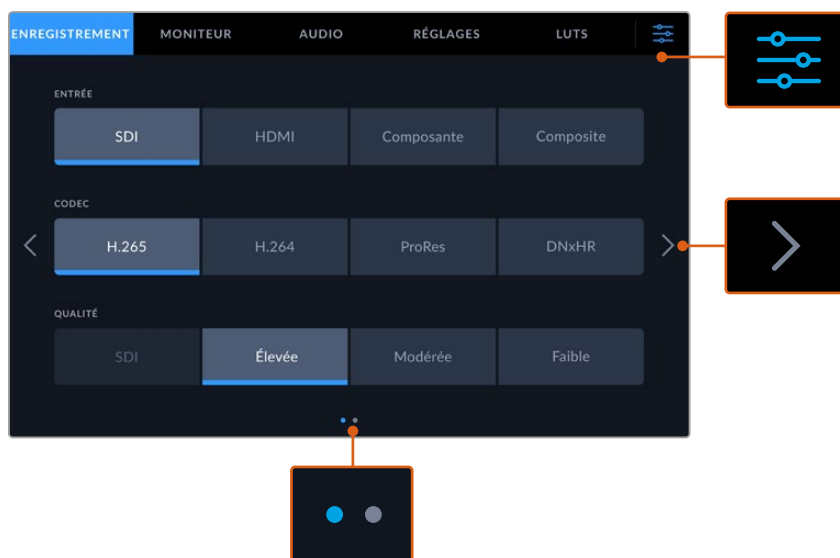 ENREGISTREMENT MONITEUR AUDIO RÉGLAGES LUTS
ENTRÉE
SDI HDMI Composante Composite
CODEC
H.265 H.264 ProRes DNxHR
QUALITÉ
SDI Élevée Modérée Faible